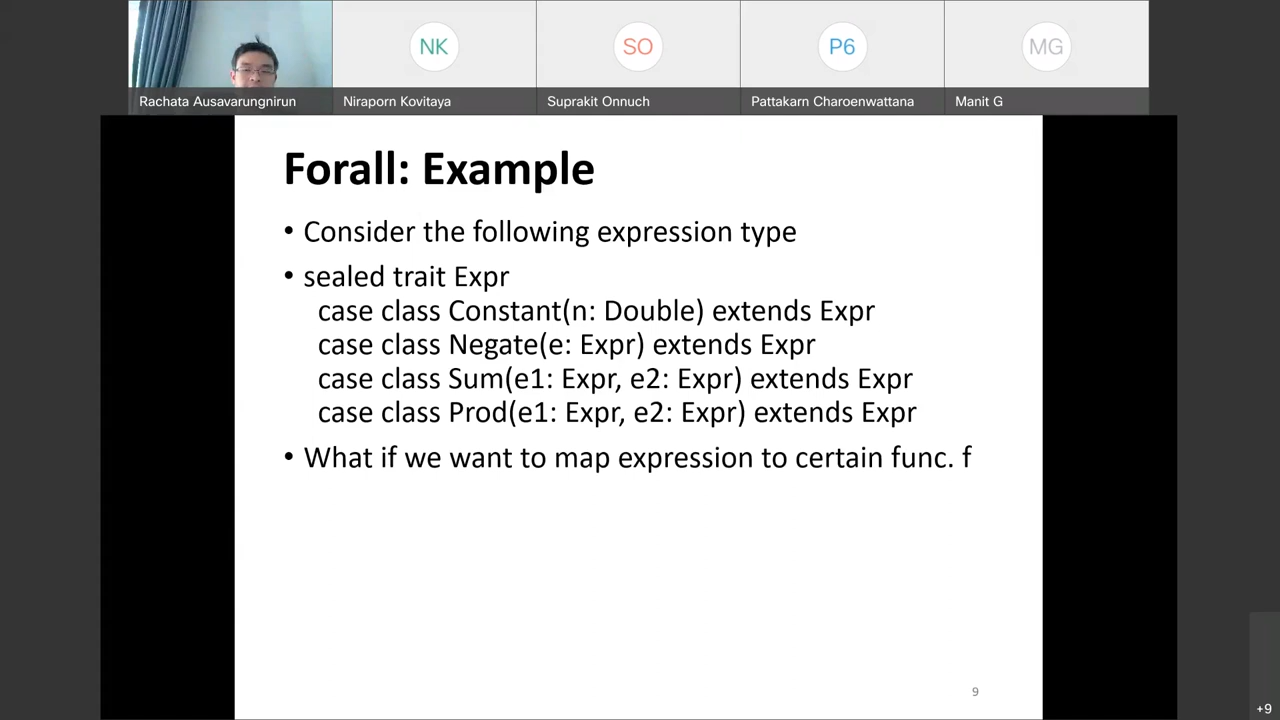 NK
SO
P6
MG
Rachata Ausavarungnirun
Niraporn Kovitaya
Suprakit Onnuch
Pattakarn Charoenwattana
Manit G
Forall: Example
• Consider the following expression type
• sealed trait Expr
case class Constant(n: Double) extends Expr
case class Negate(e: Expr) extends Expr
case class Sum(e1: Expr, e2: Expr) extends Expr
case class Prod(e1: Expr, e2: Expr) extends Expr
• What if we want to map expression to certain func. f
9
+9